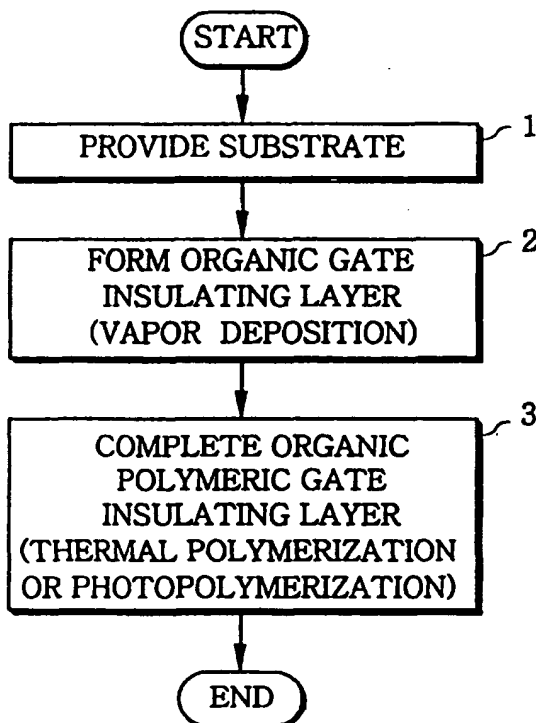 START
1
PROVIDE SUBSTRATE
2
FORM ORGANIC GATE
INSULATING LAYER
(VAPOR DEPOSITION)
3
COMPLETE ORGANIC
POLYMERIC GATE
INSULATING LAYER
(THERMAL POLYMERIZATION
OR PHOTOPOLYMERIZATION)
END